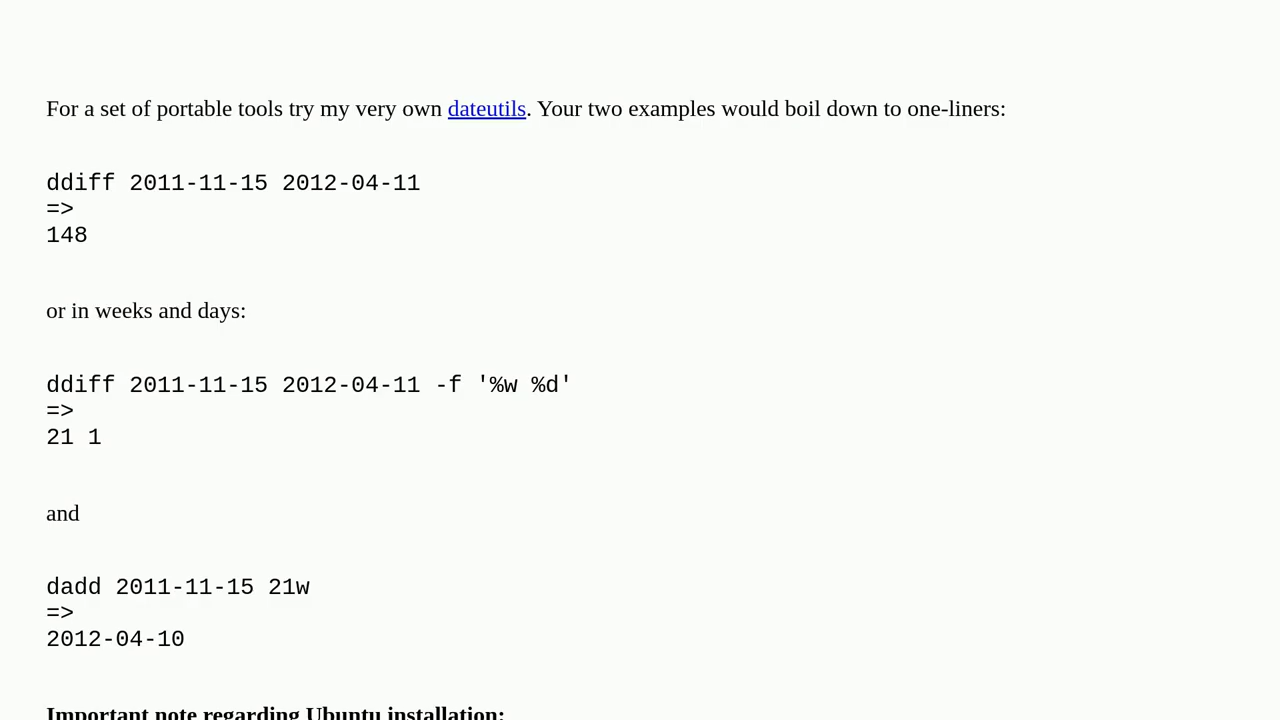 For a set of portable tools try my very own dateutils. Your two examples would boil down to one-liners:
ddiff 2011-11-15 2012-04-11
=>
148
or in weeks and days:
ddiff 2011-11-15 2012-04-11 -f '%w %d'
=>
21 1
and
dadd 2011-11-15 21w
=>
2012-04-10
Important note regarding Ubuntu installation: